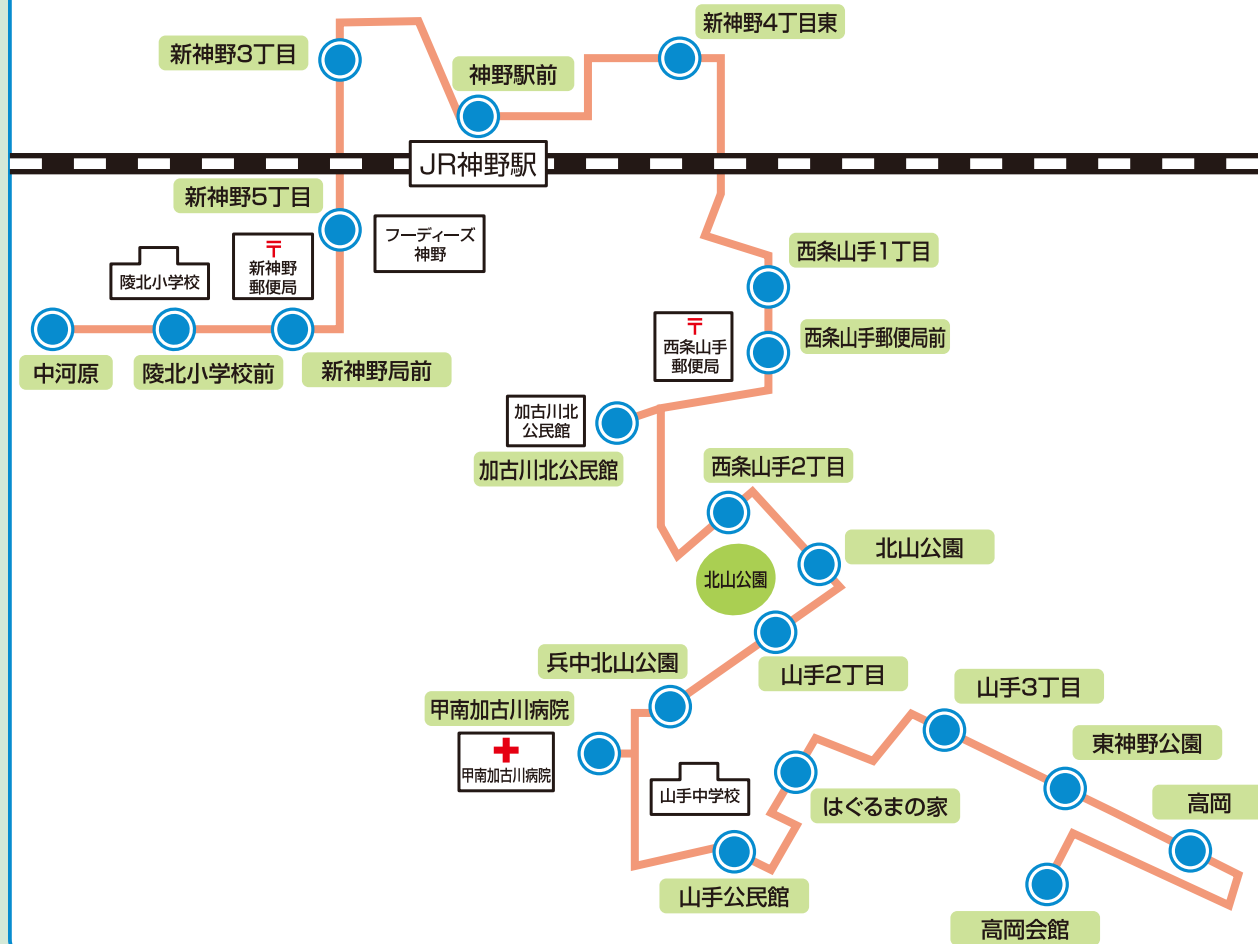 新神野4丁目東
新神野3丁目
神野駅前
JR神野駅
新神野5丁目
フーディーズ
神野
〒
新神野
郵便局
陵北小学校
中河原
陵北小学校前
新神野局前
西条山手1丁目
〒
西条山手
郵便局
西条山手郵便局前
加古川北
公民館
加古川北公民館
西条山手2丁目
北山公園
北山公園
兵中北山公園
山手2丁目
甲南加古川病院
甲南加古川病院
山手3丁目
東神野公園
山手中学校
はぐるまの家
高岡
山手公民館
高岡会館